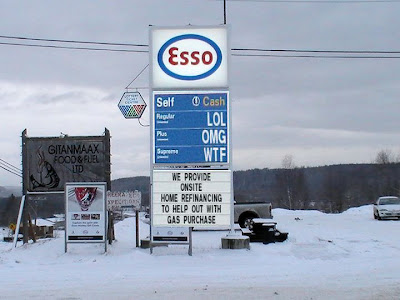 Esso
Self Cash
Regular LOL
Plus OMG
Supreme WTF
WE PROVIDE
ONSITE
HOME REFINANCING
TO HELP OUT WITH
GAS PURCHASE
GITANMAAX
FOOD & FUEL
LTD